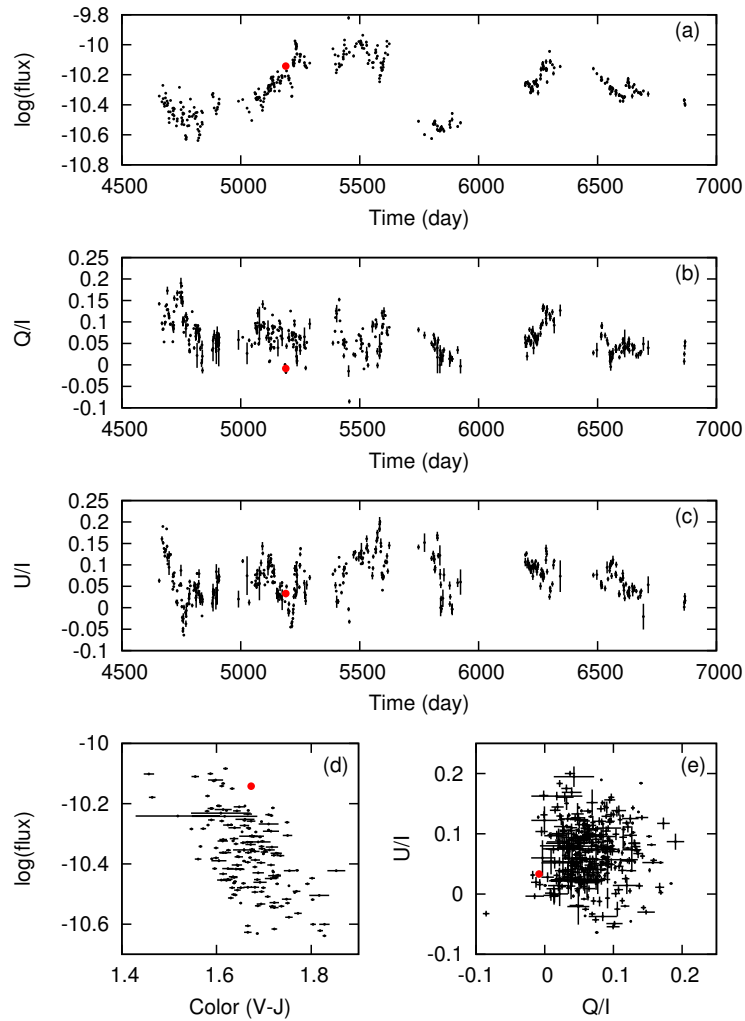 (a)
log(flux)
-9.8
-10
-10.2
-10.4
-10.6
-10.8
4500 5000 5500 6000 6500 7000
Time (day)
(b)
Q/I
0.25
0.2
0.15
0.1
0.05
0
-0.05
-0.1
4500 5000 5500 6000 6500 7000
Time (day)
(c)
U/I
0.25
0.2
0.15
0.1
0.05
0
-0.05
-0.1
4500 5000 5500 6000 6500 7000
Time (day)
(d)
log(flux)
-10
-10.2
-10.4
-10.6
1.4 1.6 1.8
Color (V-J)
(e)
U/I
0.2
0.1
0
-0.1
-0.1 0 0.1 0.2
Q/I